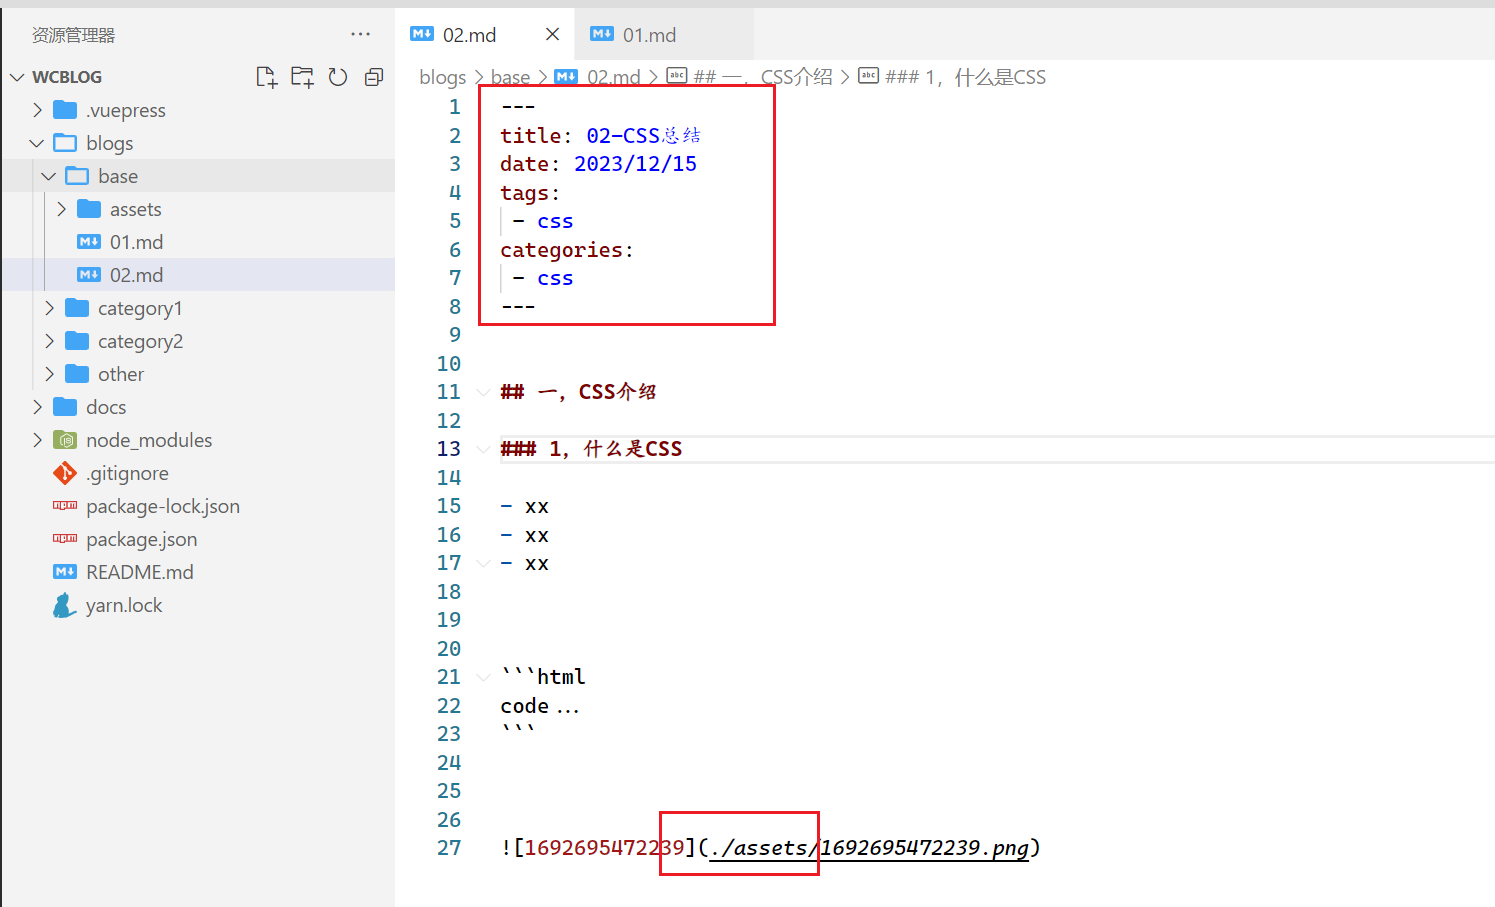 资源管理器
WCBLOG
.vuepress
blogs
base
assets
01.md
02.md
category1
category2
other
docs
node_modules
.gitignore
package-lock.json
package.json
README.md
yarn.lock
02.md 01.md
blogs > base > 02.md > ## 一，CSS介绍 > ### 1，什么是CSS
1 ---
2 title: 02-CSS总结
3 date: 2023/12/15
4 tags:
5 - css
6 categories:
7 - css
8 ---
9
10
11 ## 一，CSS介绍
12
13 ### 1，什么是CSS
14
15 - xx
16 - xx
17 - xx
18
19
20
21 ```html
22 code...
23 ```
24
25
26
27 ![1692695472239](./assets/1692695472239.png)